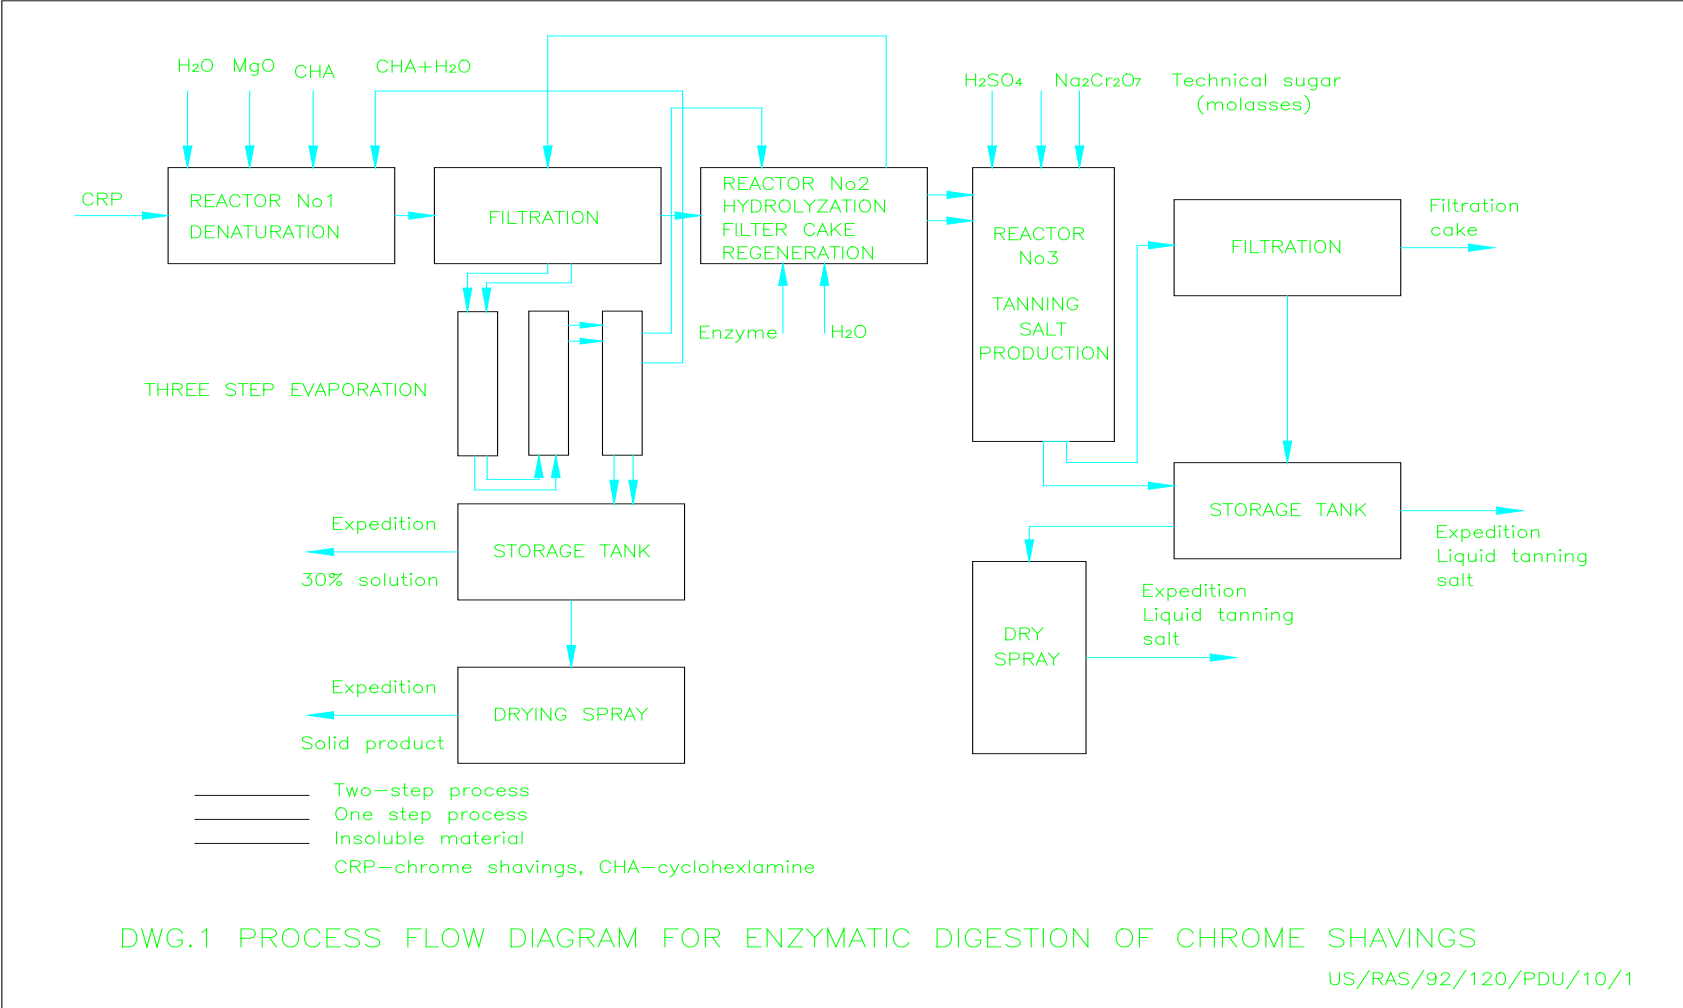 H₂O MgO CHA CHA+H₂O
H₂SO₄ Na₂Cr₂O₇ Technical sugar
(molasses)
CRP
REACTOR No1
DENATURATION
FILTRATION
REACTOR No2
HYDROLYZATION
FILTER CAKE
REGENERATION
REACTOR
No3
TANNING
SALT
PRODUCTION
FILTRATION
Filtration
cake
Enzyme H₂O
THREE STEP EVAPORATION
STORAGE TANK
Expedition
30% solution
STORAGE TANK
Expedition
Liquid tanning
salt
DRY
SPRAY
Expedition
Liquid tanning
salt
Expedition
DRYING SPRAY
Solid product
Two-step process
One step process
Insoluble material
CRP-chrome shavings, CHA-cyclohexlamine
DWG.1 PROCESS FLOW DIAGRAM FOR ENZYMATIC DIGESTION OF CHROME SHAVINGS
US/RAS/92/120/PDU/10/1